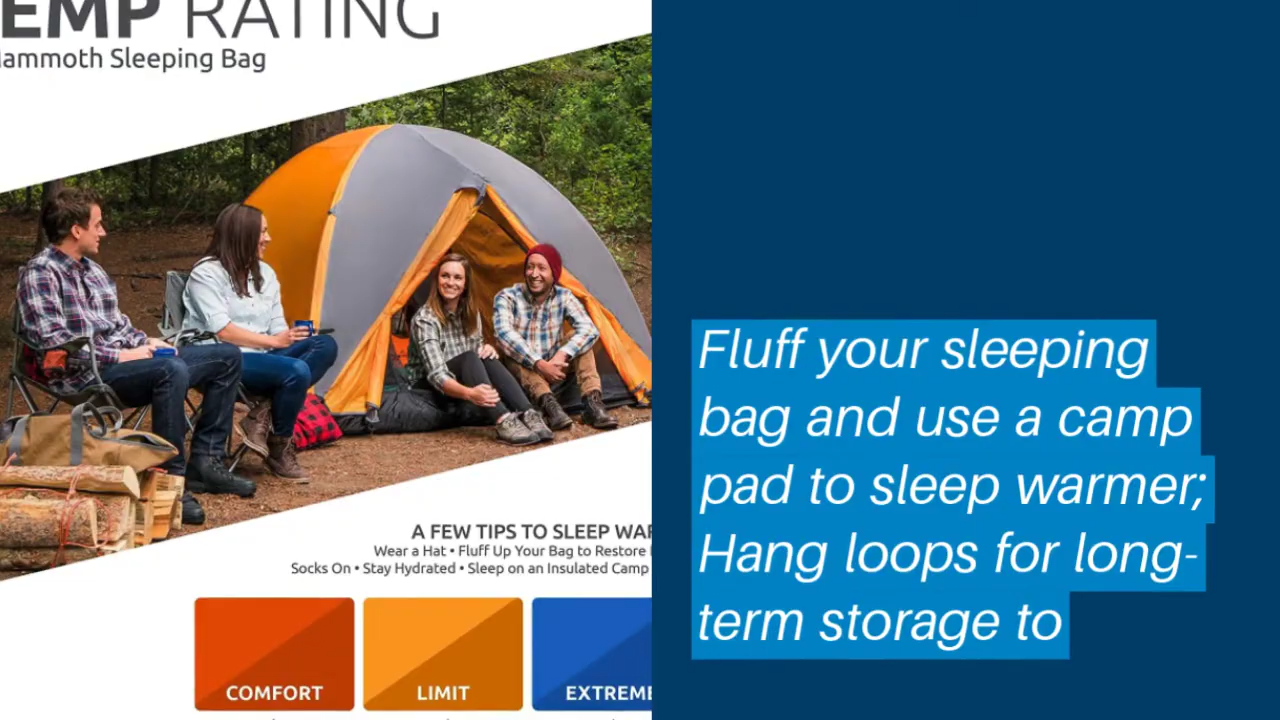 EMP RATING
Mammoth Sleeping Bag
A FEW TIPS TO SLEEP
Wear a Hat • Fluff Up Your Bag to Restore
Socks On • Stay Hydrated • Sleep on an Insulated Camp
COMFORT
LIMIT
EXTREME
Fluff your sleeping
bag and use a camp
pad to sleep warmer;
Hang loops for long-
term storage to